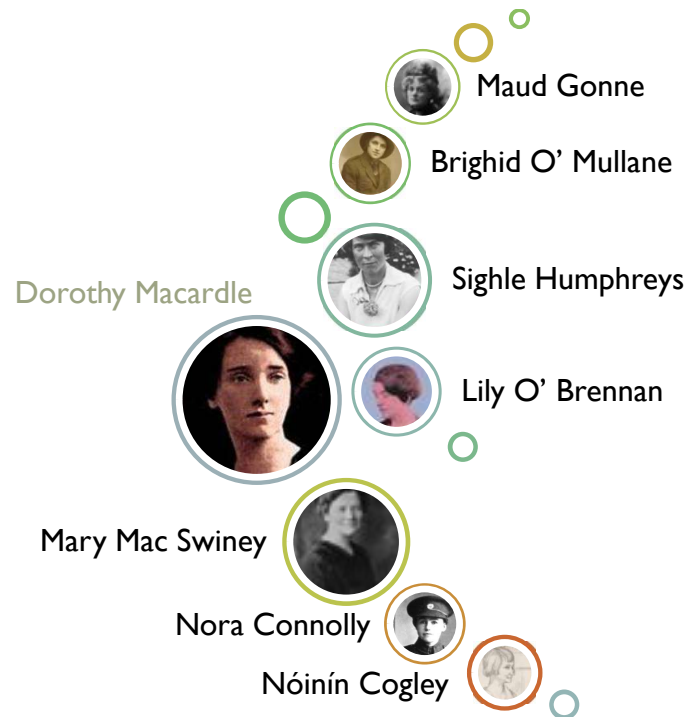 Maud Gonne
Brighid O’ Mullane
Sighle Humphreys
Dorothy Macardle
Lily O’ Brennan
Mary Mac Swiney
Nora Connolly
Nóinín Cogley